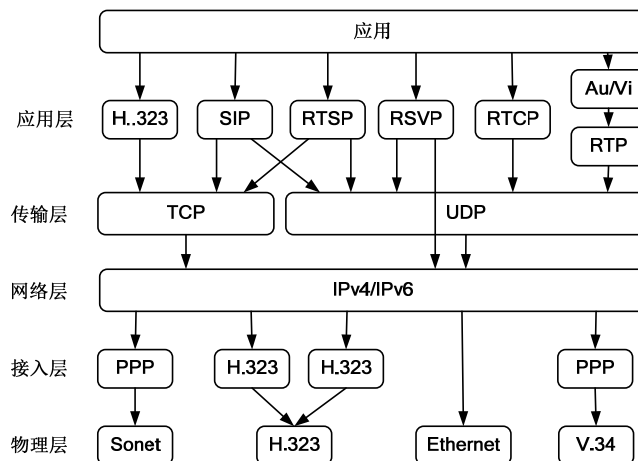 应用
Au/Vi
应用层 H..323 SIP RTSP RSVP RTCP
RTP
传输层 TCP UDP
网络层 IPv4/IPv6
接入层 PPP H.323 H.323 PPP
物理层 Sonet H.323 Ethernet V.34